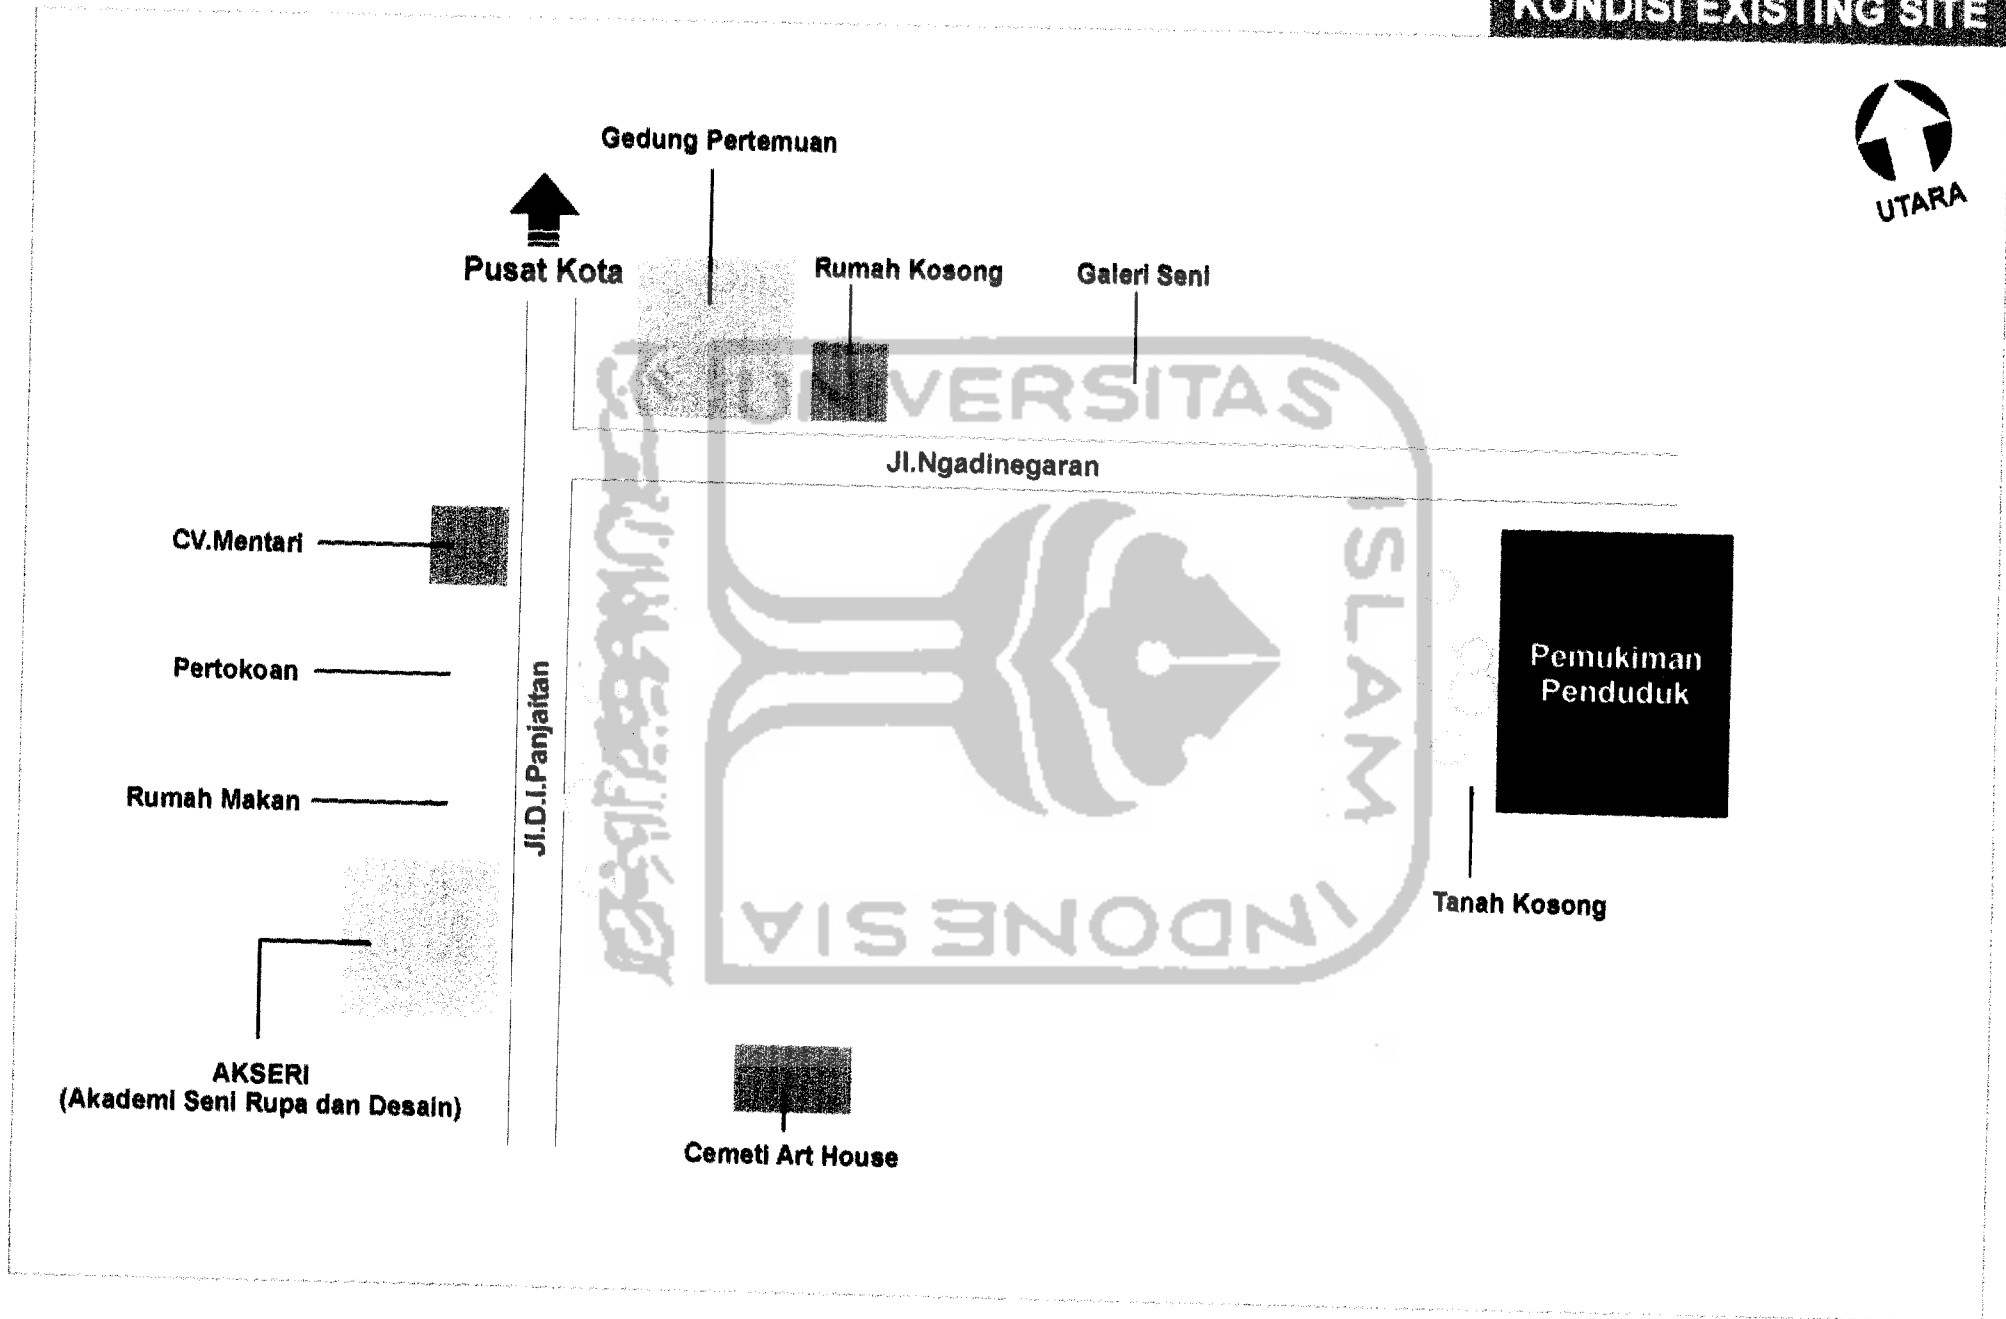 KONDISI EXISTING SITE
UTARA
Gedung Pertemuan
Pusat Kota
Rumah Kosong
Galeri Seni
Jl.Ngadinegaran
CV.Mentari
Pertokoan
Rumah Makan
Jl.D.I.Panjaitan
Pemukiman
Penduduk
Tanah Kosong
AKSERI
(Akademi Seni Rupa dan Desain)
Cemeti Art House
UNIVERSITAS
ISLAM
INDONESIA